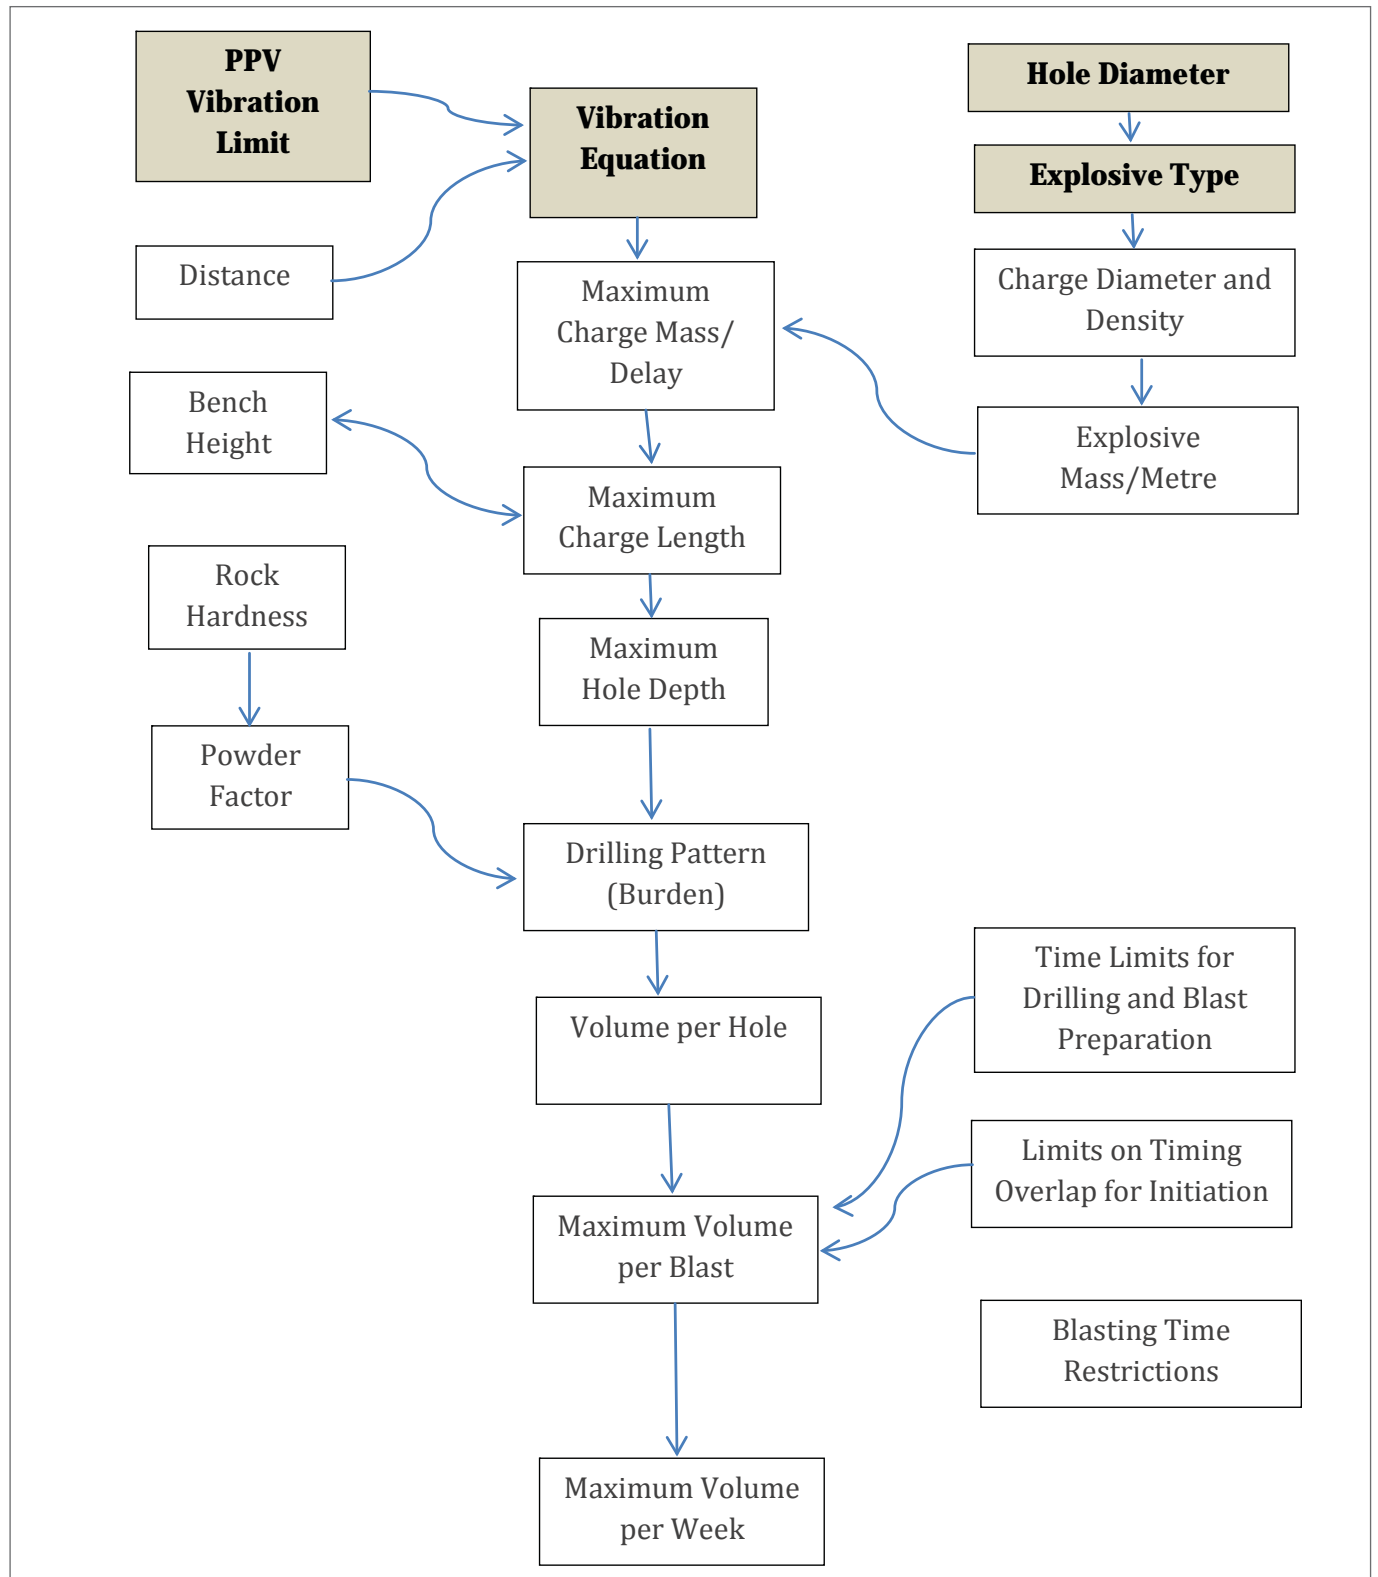 PPV
Vibration
Limit
Vibration
Equation
Hole Diameter
Explosive Type
Distance
Maximum
Charge Mass/
Delay
Charge Diameter and
Density
Bench
Height
Explosive
Mass/Metre
Maximum
Charge Length
Rock
Hardness
Maximum
Hole Depth
Powder
Factor
Drilling Pattern
(Burden)
Time Limits for
Drilling and Blast
Preparation
Volume per Hole
Limits on Timing
Overlap for Initiation
Maximum Volume
per Blast
Blasting Time
Restrictions
Maximum Volume
per Week